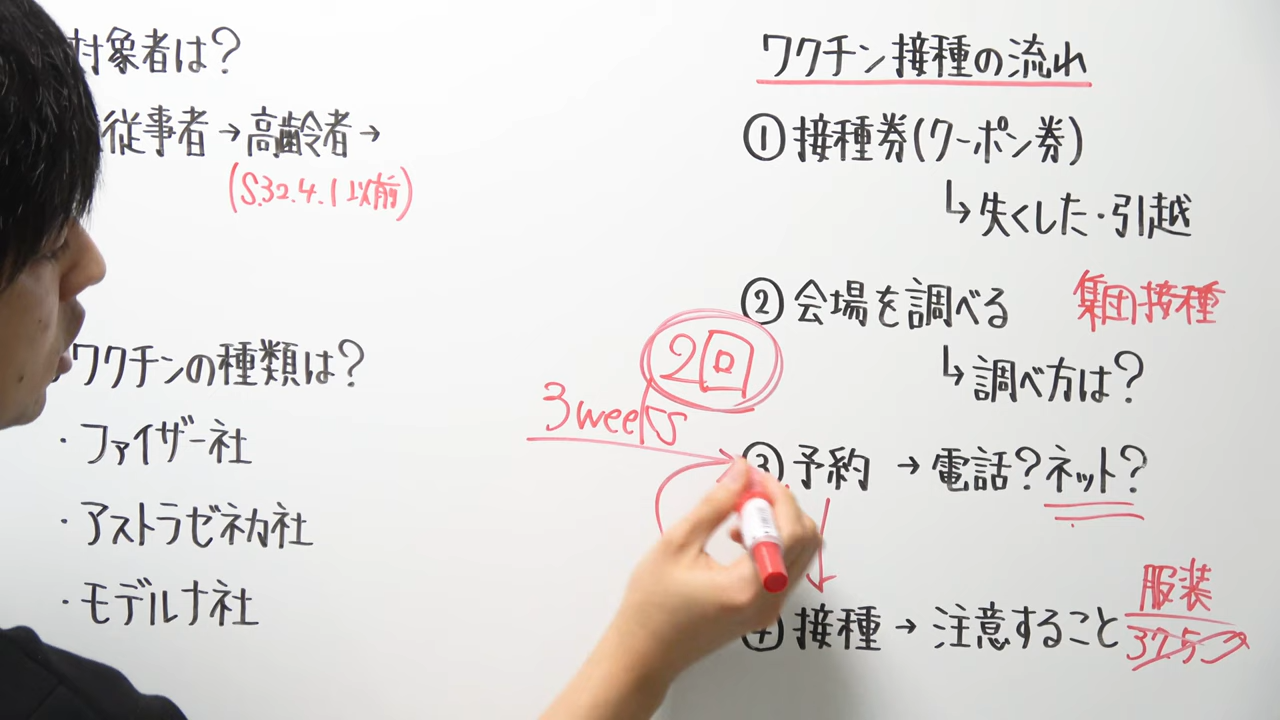 対象者は?
従事者→高齢者→
(S.32.4.1以前)
ワクチンの種類は?
・ファイザー社
・アストラゼネカ社
・モデルナ社
ワクチン接種の流れ
①接種券(クーポン券)
↳失くした・引越
②会場を調べる 集団接種
↳調べ方は?
2回
3weeks
③予約→電話?ネット?
④接種→注意すること
服装
37.5